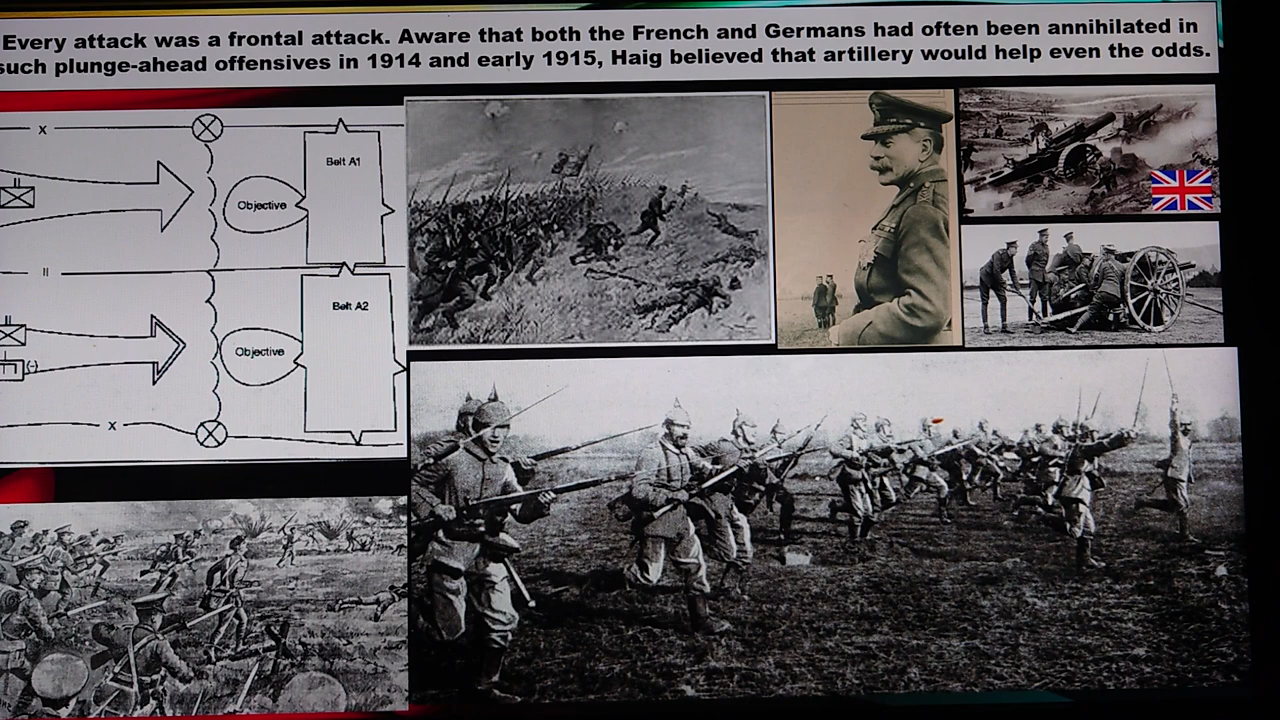 Every attack was a frontal attack. Aware that both the French and Germans had often been annihilated in
such plunge-ahead offensives in 1914 and early 1915, Haig believed that artillery would help even the odds.
x
Belt A1
Objective
II
Belt A2
Objective
(-)
x